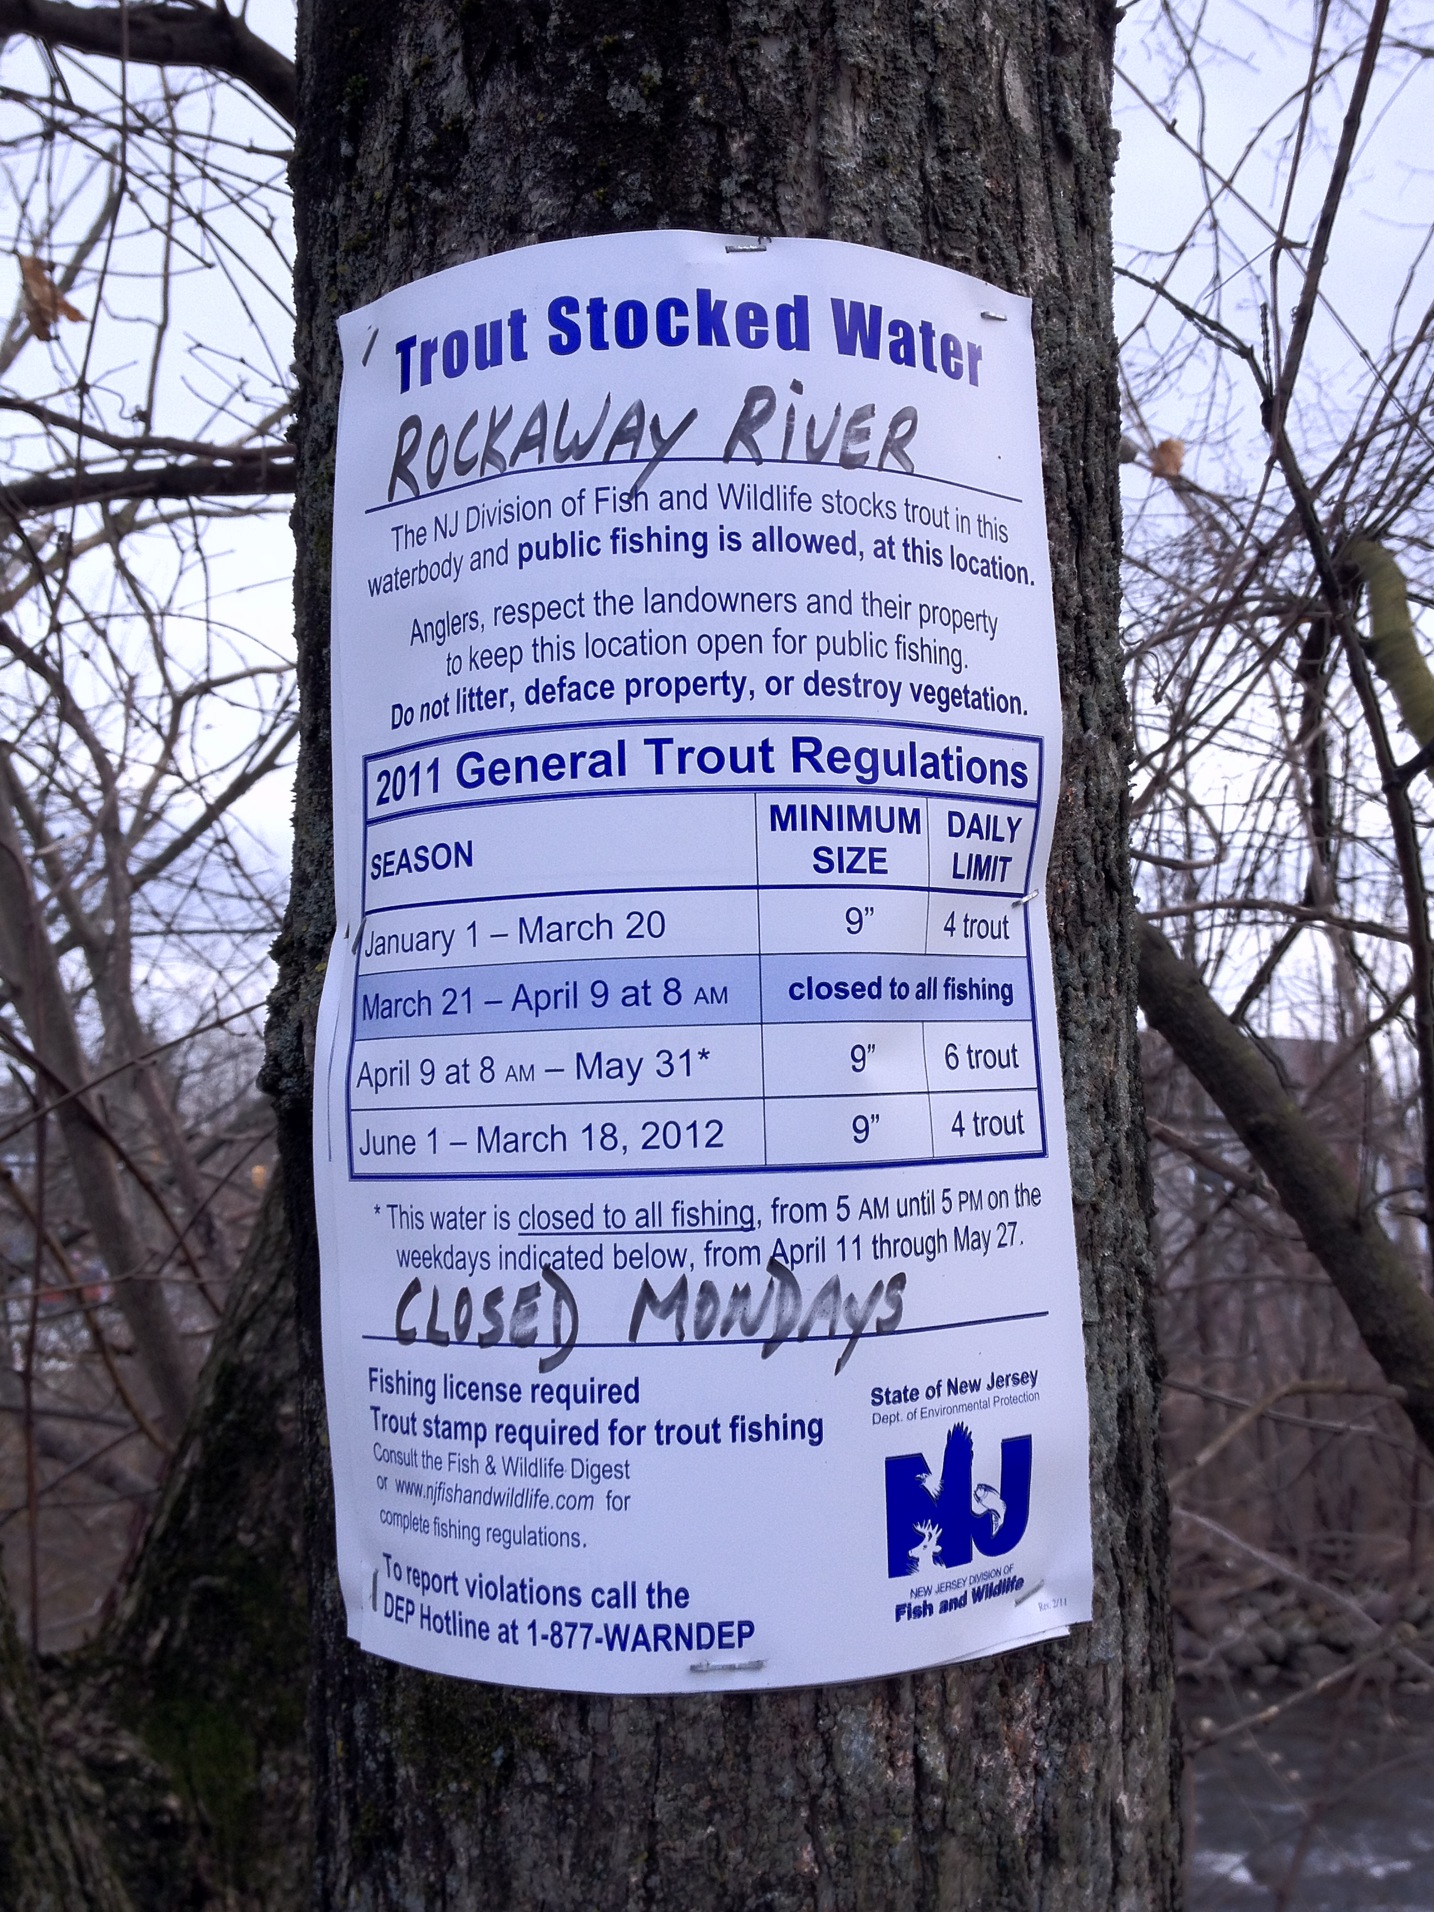 Trout Stocked Water
ROCKAWAY RIVER
The NJ Division of Fish and Wildlife stocks trout in this
waterbody and public fishing is allowed, at this location.
Anglers, respect the landowners and their property
to keep this location open for public fishing.
Do not litter, deface property, or destroy vegetation.
2011 General Trout Regulations
SEASON MINIMUM SIZE DAILY LIMIT
January 1 – March 20 9” 4 trout
March 21 – April 9 at 8 AM closed to all fishing
April 9 at 8 AM – May 31* 9” 6 trout
June 1 – March 18, 2012 9” 4 trout
* This water is closed to all fishing, from 5 AM until 5 PM on the
weekdays indicated below, from April 11 through May 27.
CLOSED MONDAYS
Fishing license required
Trout stamp required for trout fishing
Consult the Fish & Wildlife Digest
or www.njfishandwildlife.com for
complete fishing regulations.
To report violations call the
DEP Hotline at 1-877-WARNDEP
State of New Jersey
Dept. of Environmental Protection
NJ
NEW JERSEY DIVISION OF
Fish and Wildlife
Rev. 2/11